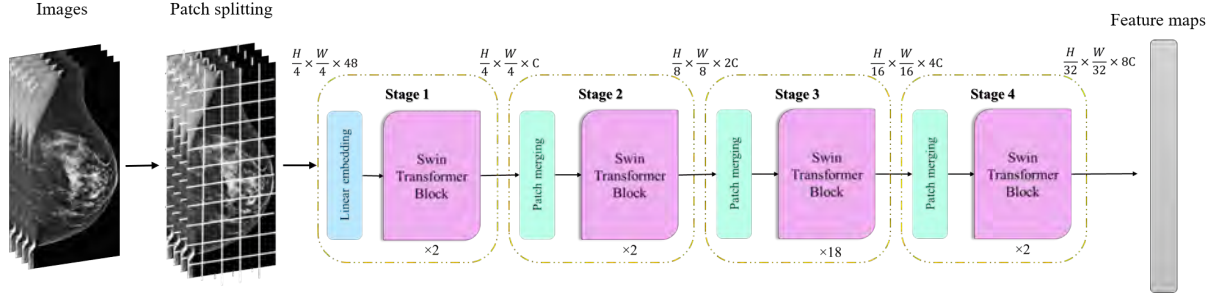 Images
Patch splitting
Feature maps
H/4 × W/4 × 48
H/4 × W/4 × C
H/8 × W/8 × 2C
H/16 × W/16 × 4C
H/32 × W/32 × 8C
Stage 1
Linear embedding
Swin
Transformer
Block
×2
Stage 2
Patch merging
Swin
Transformer
Block
×2
Stage 3
Patch merging
Swin
Transformer
Block
×18
Stage 4
Patch merging
Swin
Transformer
Block
×2